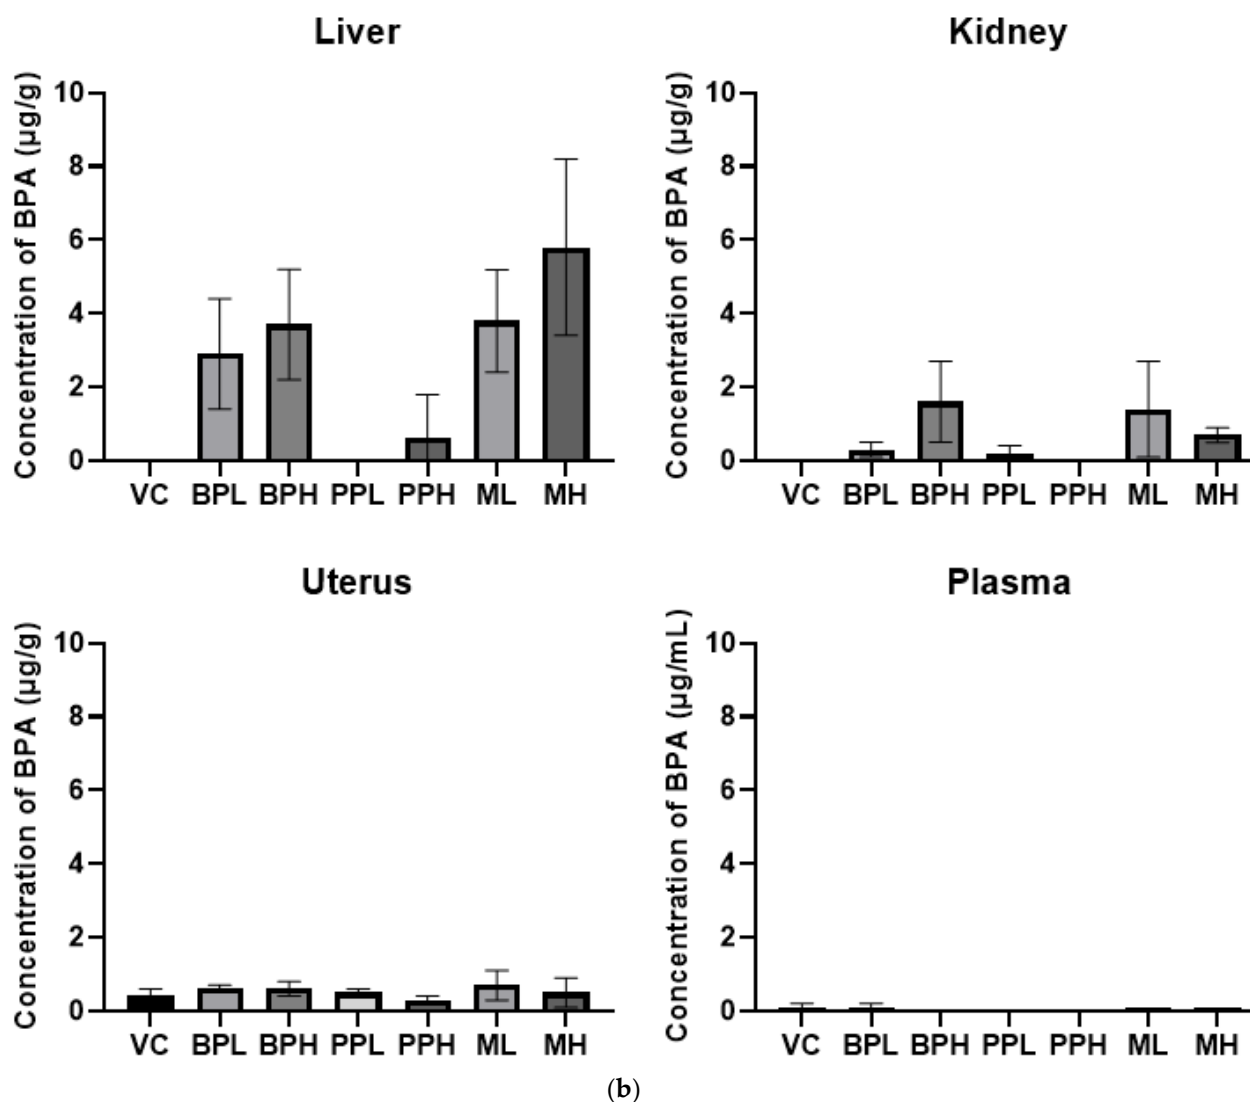 Liver
Concentration of BPA (µg/g)
10
8
6
4
2
0
VC BPL BPH PPL PPH ML MH
Kidney
Concentration of BPA (µg/g)
10
8
6
4
2
0
VC BPL BPH PPL PPH ML MH
Uterus
Concentration of BPA (µg/g)
10
8
6
4
2
0
VC BPL BPH PPL PPH ML MH
Plasma
Concentration of BPA (µg/mL)
10
8
6
4
2
0
VC BPL BPH PPL PPH ML MH
(b)